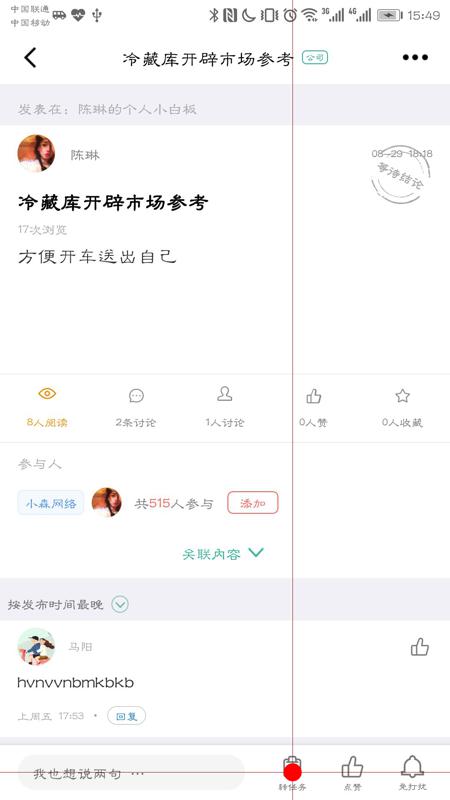 中国联通
中国移动
3G 4G 15:49
冷藏库开辟市场参考 公司
发表在：陈琳的个人小白板
陈琳
08-29 18:18
等待结论
冷藏库开辟市场参考
17次浏览
方便开车送出自己
8人阅读 2条讨论 1人讨论 0人赞 0人收藏
参与人
小森网络 共515人参与 添加
关联内容
按发布时间最晚
马阳
hvnvvnbmkbkb
上周五 17:53 • 回复
我也想说两句 ···
转任务 点赞 免打扰